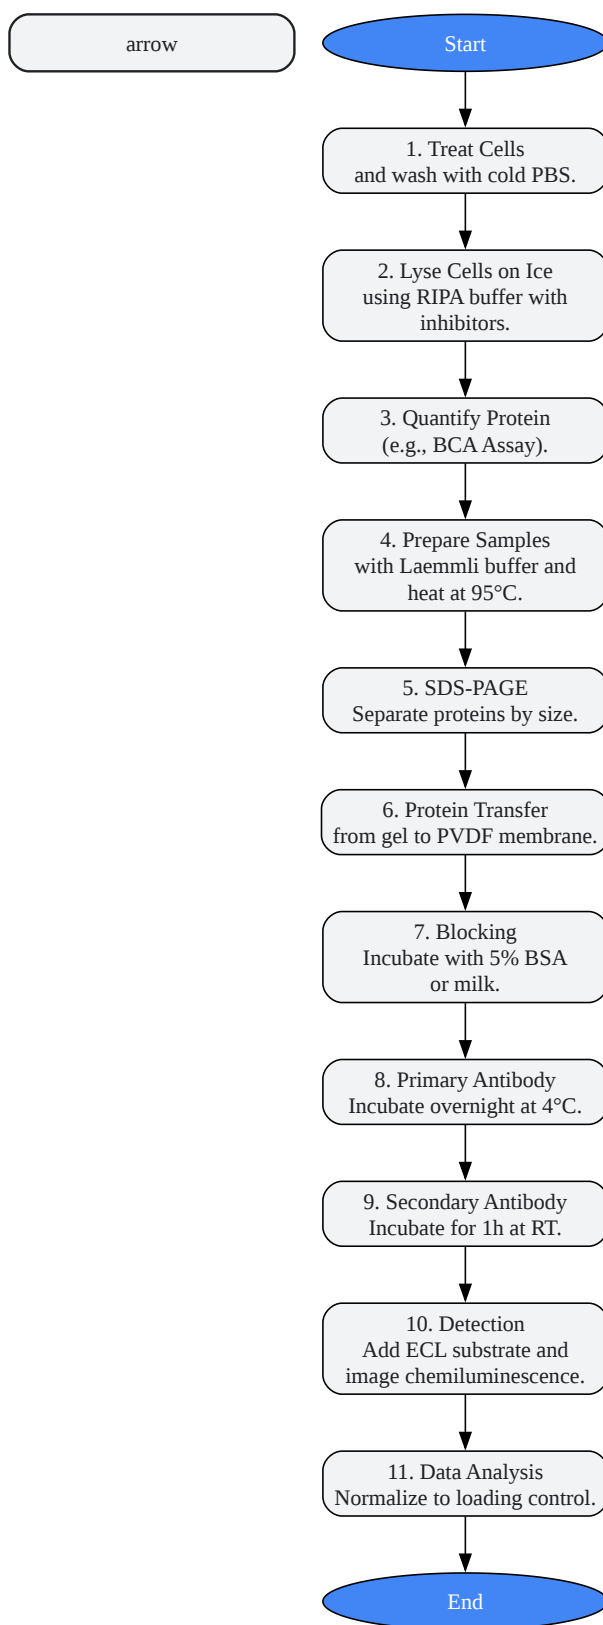 arrow
Start
1. Treat Cells
and wash with cold PBS.
2. Lyse Cells on Ice
using RIPA buffer with
inhibitors.
3. Quantify Protein
(e.g., BCA Assay).
4. Prepare Samples
with Laemmli buffer and
heat at 95°C.
5. SDS-PAGE
Separate proteins by size.
6. Protein Transfer
from gel to PVDF membrane.
7. Blocking
Incubate with 5% BSA
or milk.
8. Primary Antibody
Incubate overnight at 4°C.
9. Secondary Antibody
Incubate for 1h at RT.
10. Detection
Add ECL substrate and
image chemiluminescence.
11. Data Analysis
Normalize to loading control.
End